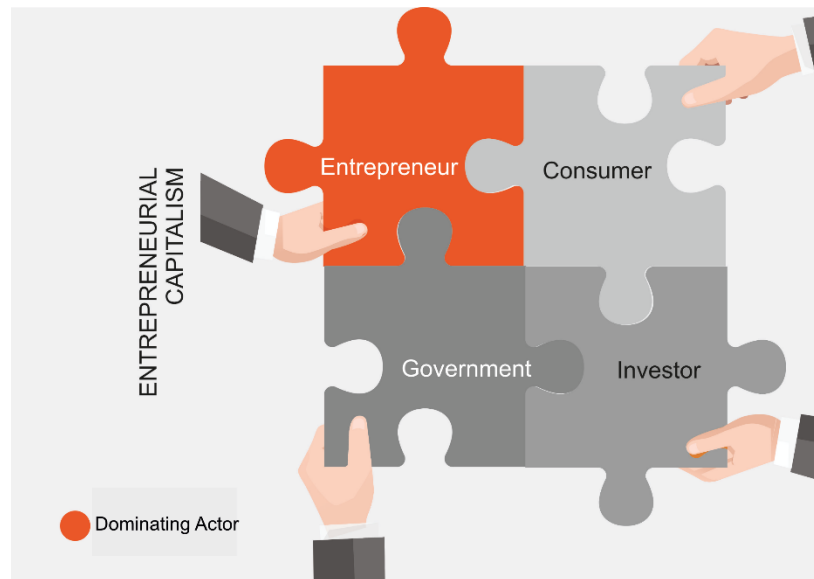 Entrepreneur
Consumer
ENTREPRENEURIAL
CAPITALISM
Government
Investor
Dominating Actor